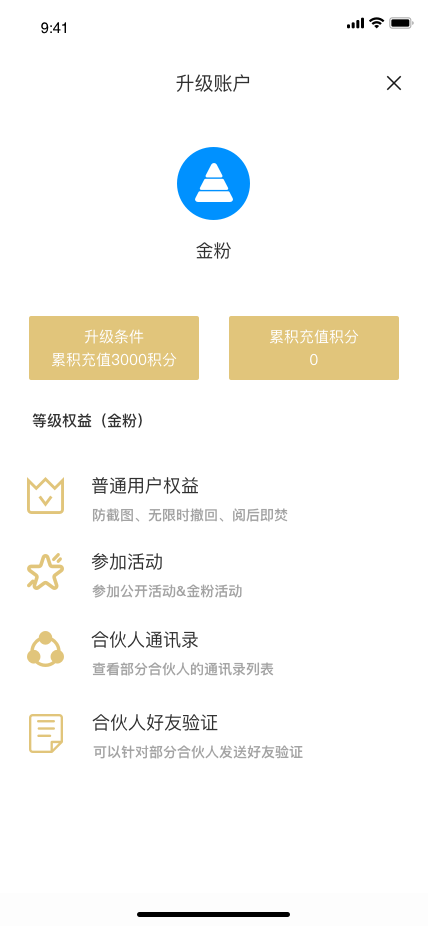 9:41
升级账户
金粉
升级条件
累积充值3000积分
累积充值积分
0
等级权益（金粉）
普通用户权益
防截图、无限时撤回、阅后即焚
参加活动
参加公开活动&金粉活动
合伙人通讯录
查看部分合伙人的通讯录列表
合伙人好友验证
可以针对部分合伙人发送好友验证